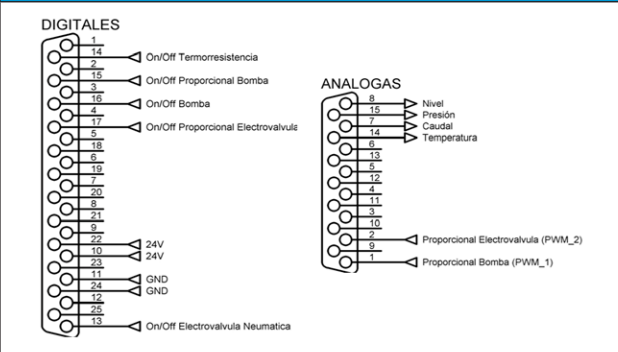 DIGITALES
1
14 On/Off Termorresistencia
2
15 On/Off Proporcional Bomba
3
16 On/Off Bomba
4
17 On/Off Proporcional Electrovalvula
5
18
6
19
7
20
8
21
9
22 24V
10 24V
23
11 GND
24 GND
12
25
13 On/Off Electrovalvula Neumatica
ANALOGAS
8 Nivel
15 Presión
7 Caudal
14 Temperatura
6
13
5
12
4
11
3
10
2 Proporcional Electrovalvula (PWM_2)
9
1 Proporcional Bomba (PWM_1)